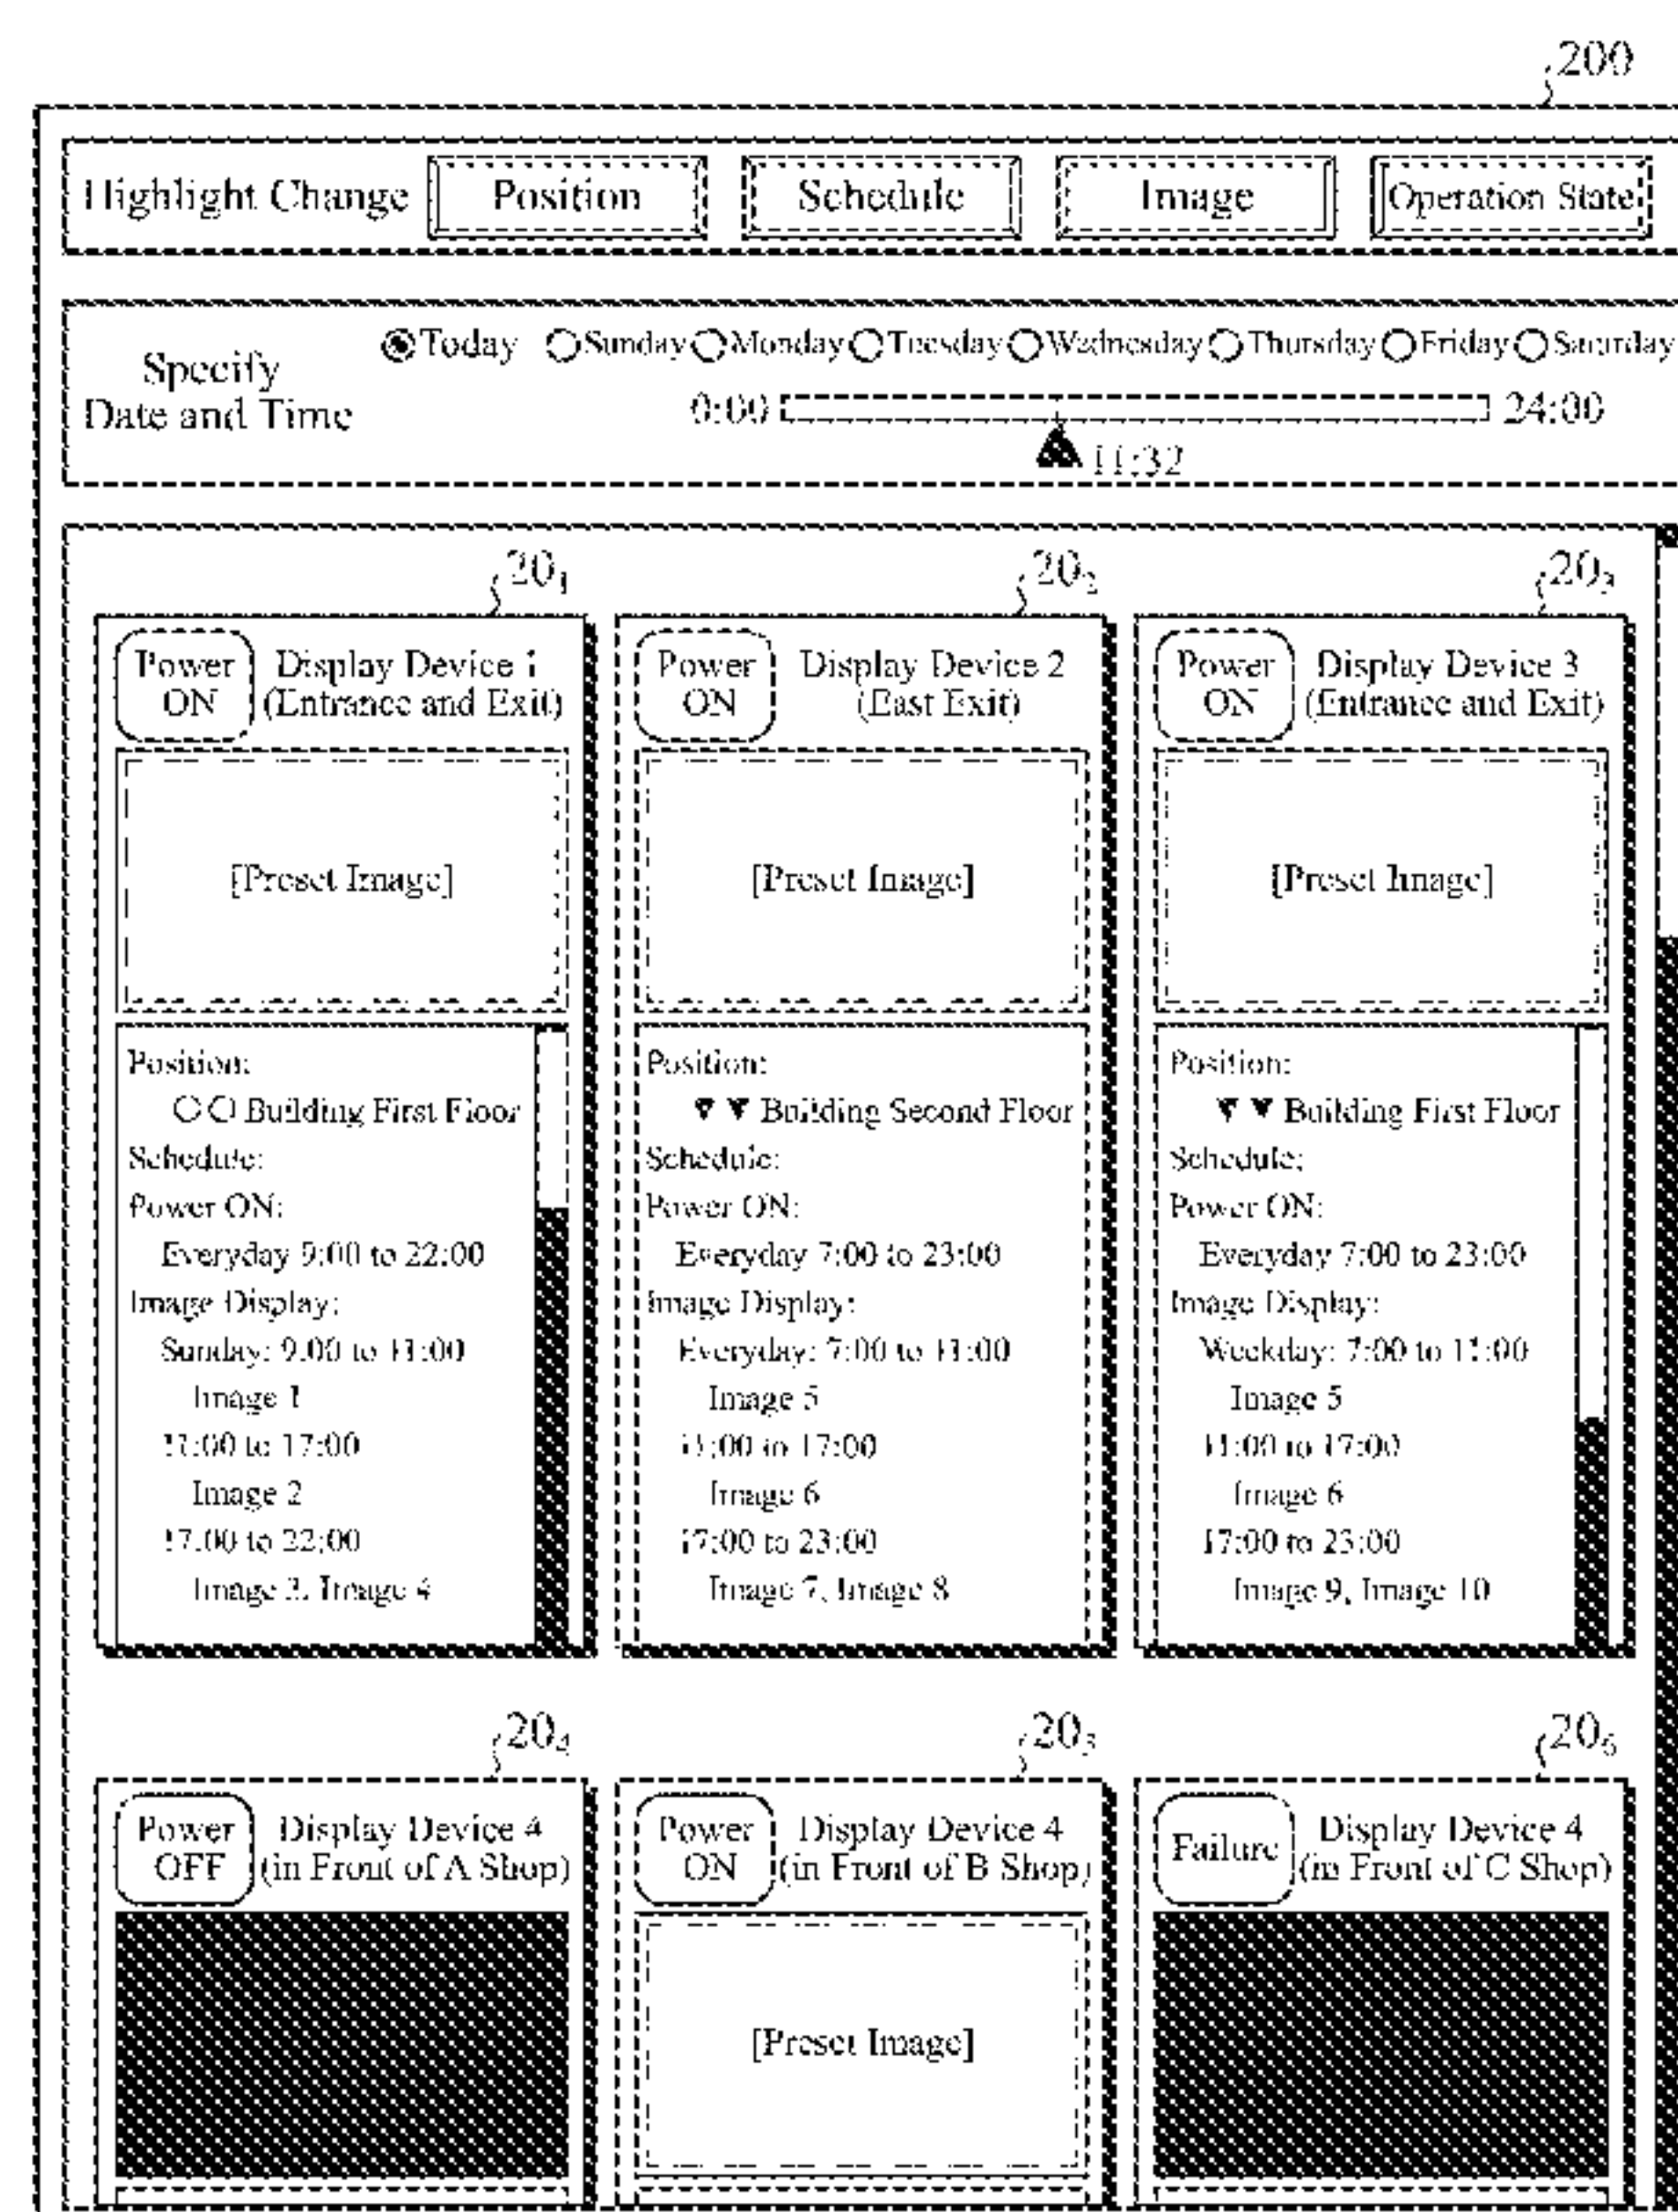 200
Highlight Change Position Schedule Image Operation State
Today Sunday Monday Tuesday Wednesday Thursday Friday Saturday
Specify
Date and Time
0:00 24:00
11:32
20₁ 20₂ 20₃
Power ON Display Device 1 (Entrance and Exit)
[Preset Image]
Position:
○○ Building First Floor
Schedule:
Power ON:
Everyday 9:00 to 22:00
Image Display:
Sunday: 9:00 to 11:00
Image 1
11:00 to 17:00
Image 2
17:00 to 22:00
Image 3, Image 4
Power ON Display Device 2 (East Exit)
[Preset Image]
Position:
▼▼ Building Second Floor
Schedule:
Power ON:
Everyday 7:00 to 23:00
Image Display:
Everyday: 7:00 to 11:00
Image 5
11:00 to 17:00
Image 6
17:00 to 23:00
Image 7, Image 8
Power ON Display Device 3 (Entrance and Exit)
[Preset Image]
Position:
▼▼ Building First Floor
Schedule:
Power ON:
Everyday 7:00 to 23:00
Image Display:
Weekday: 7:00 to 11:00
Image 5
11:00 to 17:00
Image 6
17:00 to 23:00
Image 9, Image 10
20₄ 20₅ 20₆
Power OFF Display Device 4 (in Front of A Shop)
Power ON Display Device 4 (in Front of B Shop)
[Preset Image]
Failure Display Device 4 (in Front of C Shop)